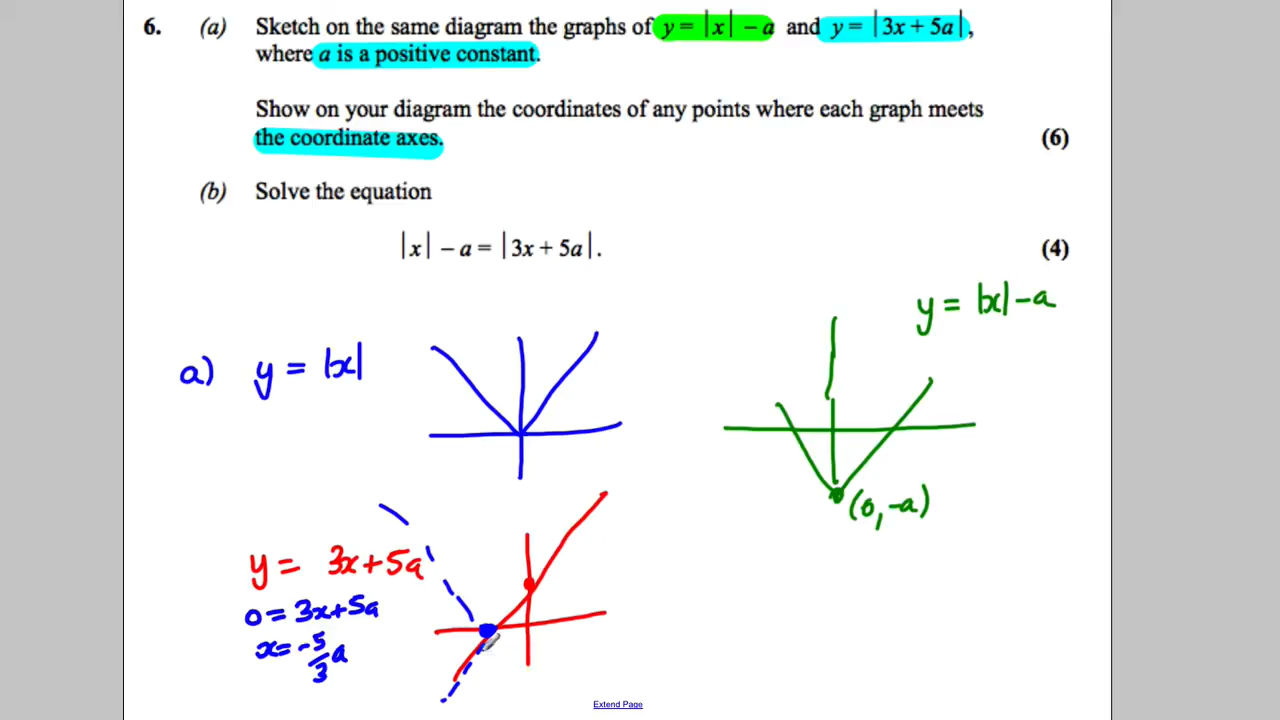 6. (a) Sketch on the same diagram the graphs of y = |x| − a and y = |3x + 5a|,
where a is a positive constant.
Show on your diagram the coordinates of any points where each graph meets
the coordinate axes. (6)
(b) Solve the equation
|x| − a = |3x + 5a|. (4)
y = |x| - a
a) y = |x|
(0, -a)
y = 3x + 5a
0 = 3x + 5a
x = -5/3 a
Extend Page